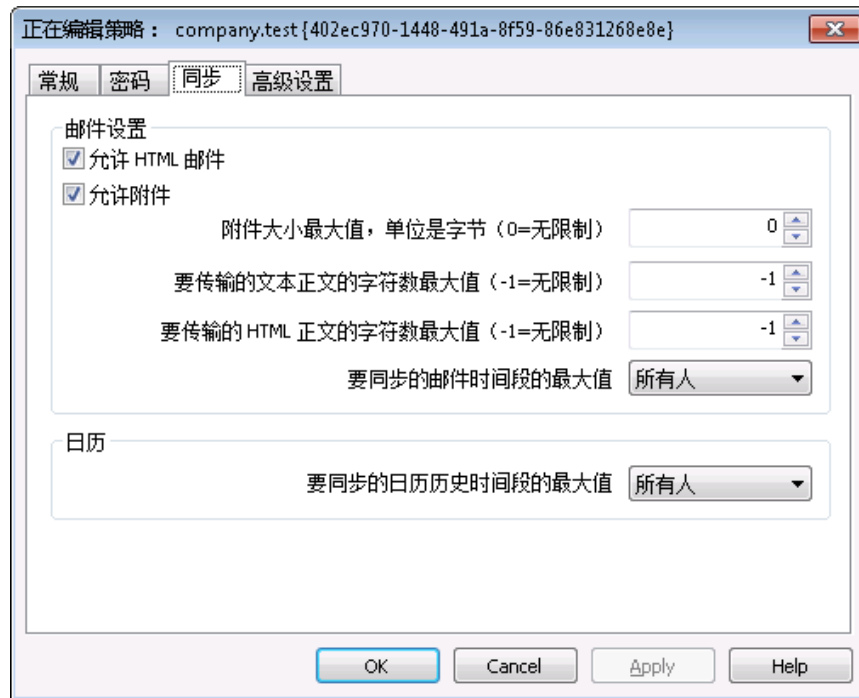 正在编辑策略： company.test{402ec970-1448-491a-8f59-86e831268e8e}
常规 密码 同步 高级设置
邮件设置
允许 HTML 邮件
允许附件
附件大小最大值，单位是字节（0=无限制） 0
要传输的文本正文的字符数最大值（-1=无限制） -1
要传输的 HTML 正文的字符数最大值（-1=无限制） -1
要同步的邮件时间段的最大值 所有人
日历
要同步的日历历史时间段的最大值 所有人
OK Cancel Apply Help